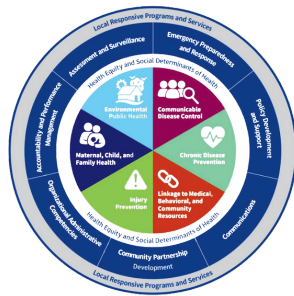 Local Responsive Programs and Services
Assessment and Surveillance
Emergency Preparedness
and Response
Health Equity and Social Determinants of Health
Accountability and Performance
Management
Environmental
Public Health
Communicable
Disease Control
Policy Development
and Support
Maternal, Child, and
Family Health
Chronic Disease
Prevention
Injury
Prevention
Linkage to Medical,
Behavioral, and
Community
Resources
Organizational Administrative
Competencies
Communications
Health Equity and Social Determinants of Health
Community Partnership
Development
Local Responsive Programs and Services